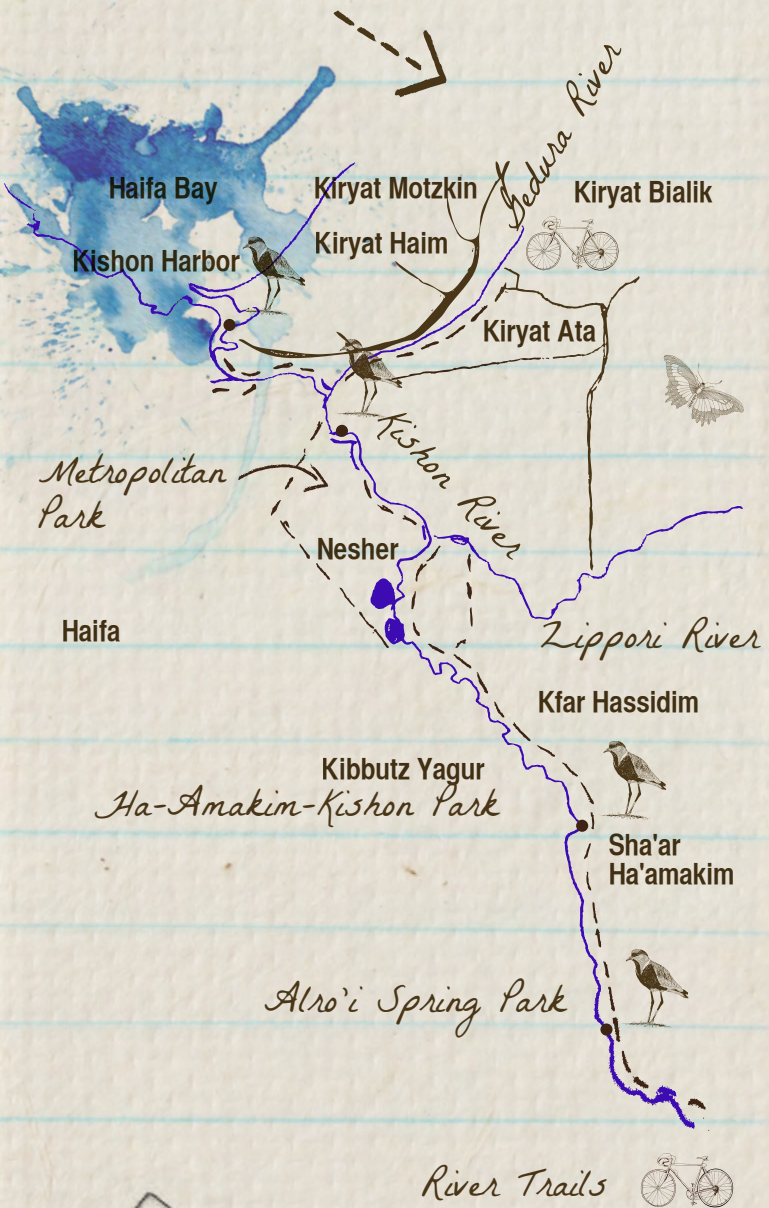 Gedura River
Haifa Bay
Kiryat Motzkin
Kiryat Bialik
Kiryat Haim
Kishon Harbor
Kiryat Ata
Kishon River
Metropolitan
Park
Nesher
Haifa
Zippori River
Kfar Hassidim
Kibbutz Yagur
Ha-Amakim-Kishon Park
Sha'ar
Ha'amakim
Alro'i Spring Park
River Trails